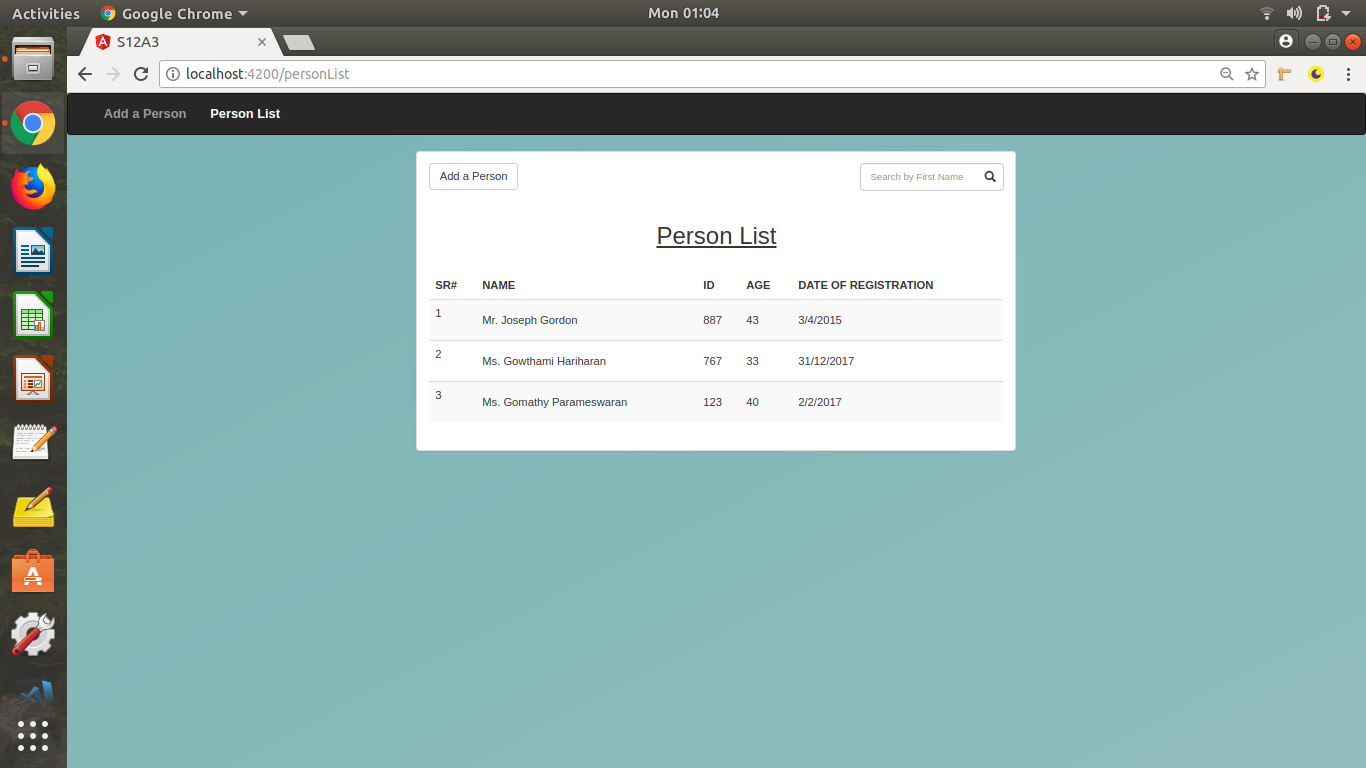 Activities Google Chrome Mon 01:04
S12A3
localhost:4200/personList
Add a Person Person List
Add a Person Search by First Name
Person List
SR# NAME ID AGE DATE OF REGISTRATION
1 Mr. Joseph Gordon 887 43 3/4/2015
2 Ms. Gowthami Hariharan 767 33 31/12/2017
3 Ms. Gomathy Parameswaran 123 40 2/2/2017